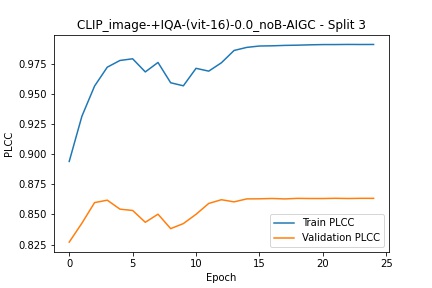 CLIP_image-+IQA-(vit-16)-0.0_noB-AIGC - Split 3
0.975
0.950
0.925
0.900
0.875
0.850
0.825
PLCC
Train PLCC
Validation PLCC
0 5 10 15 20 25
Epoch